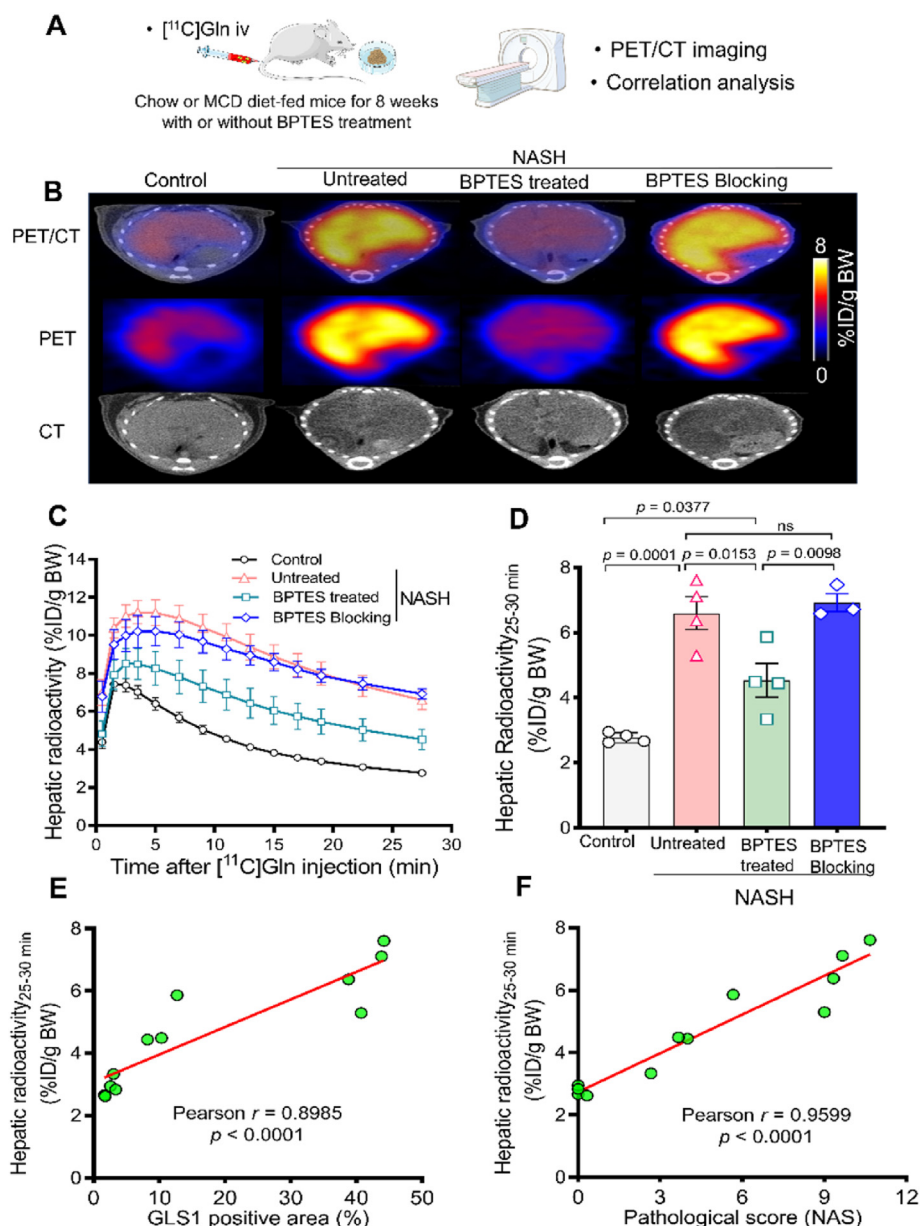 A
• [¹¹C]Gln iv
Chow or MCD diet-fed mice for 8 weeks
with or without BPTES treatment
• PET/CT imaging
• Correlation analysis
B
NASH
Control
Untreated
BPTES treated
BPTES Blocking
PET/CT
PET
CT
8
0
%ID/g BW
C
Hepatic radioactivity (%ID/g BW)
14
12
10
8
6
4
2
0
Control
Untreated
BPTES treated
BPTES Blocking
NASH
0 5 10 15 20 25 30
Time after [¹¹C]Gln injection (min)
D
p = 0.0377
ns
p = 0.0001
p = 0.0153
p = 0.0098
Hepatic Radioactivity25-30 min
(%ID/g BW)
8
6
4
2
0
Control
Untreated
BPTES
treated
BPTES
Blocking
NASH
E
Hepatic radioactivity25-30 min
(%ID/g BW)
8
6
4
2
0
Pearson r = 0.8985
p < 0.0001
0 10 20 30 40 50
GLS1 positive area (%)
F
Hepatic radioactivity25-30 min
(%ID/g BW)
8
6
4
2
0
Pearson r = 0.9599
p < 0.0001
0 3 6 9 12
Pathological score (NAS)